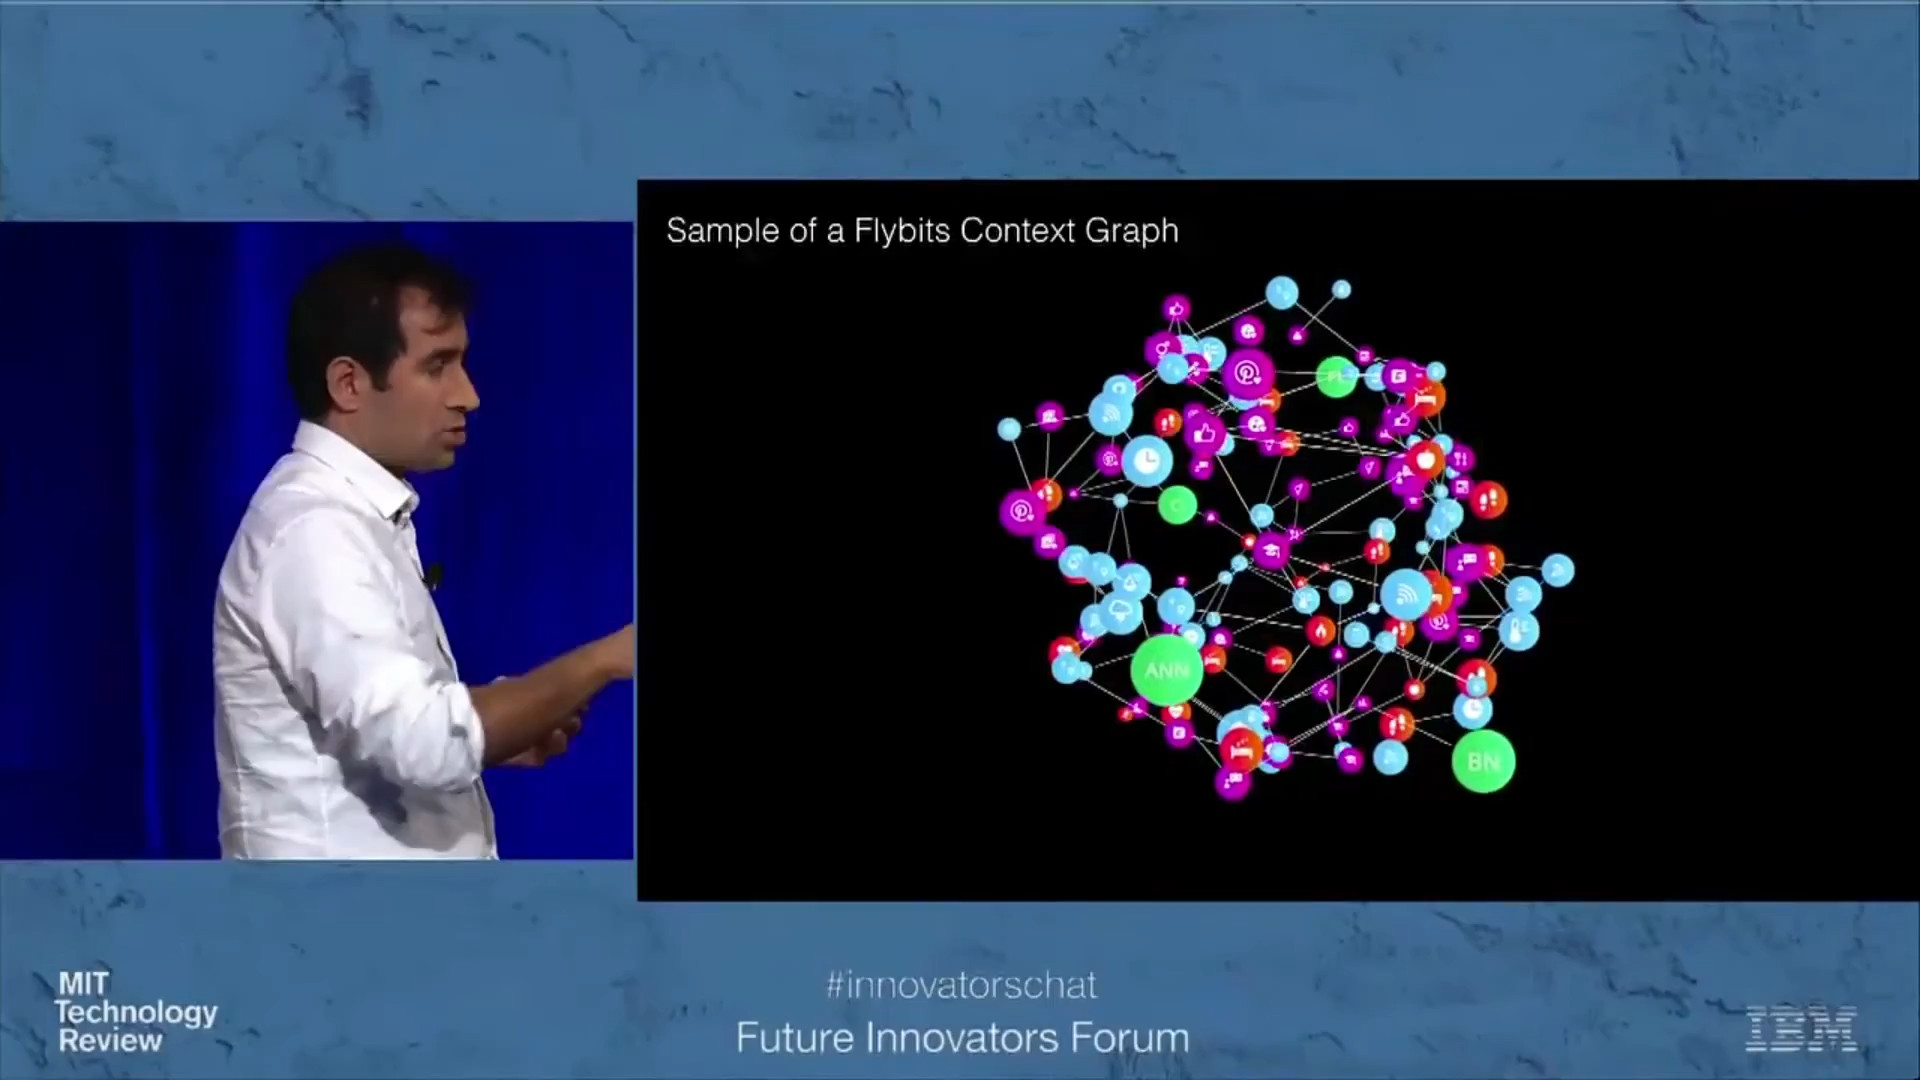 Sample of a Flybits Context Graph
ANN
BN
MIT
Technology
Review
#innovatorschat
Future Innovators Forum
IBM